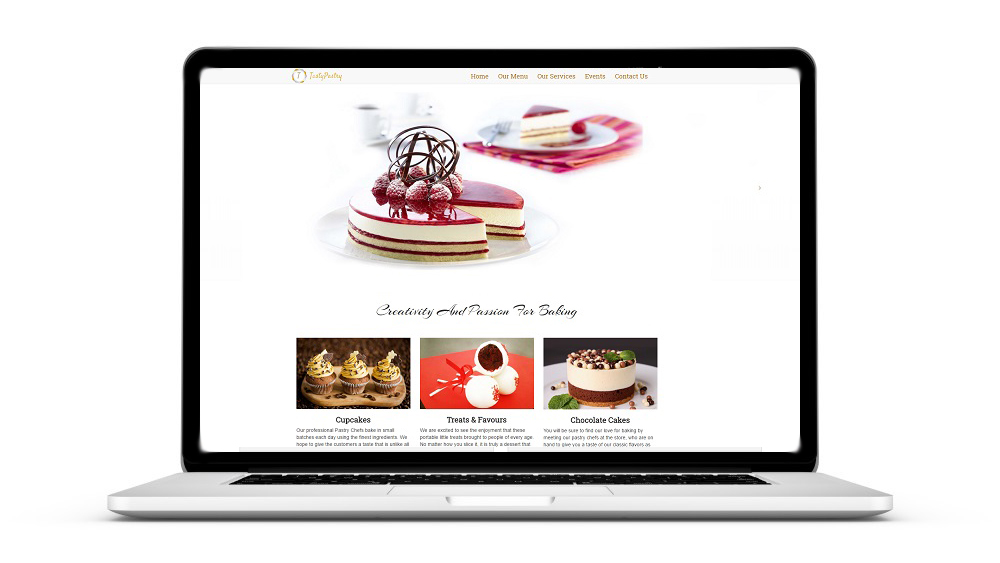 TastyPastry
Home Our Menu Our Services Events Contact Us
Creativity And Passion For Baking
Cupcakes
Our professional Pastry Chefs bake in small
batches each day using the finest ingredients. We
hope to give the customers a taste that is unlike all
Treats & Favours
We are excited to see the enjoyment that these
portable little treats brought to people of every age.
No matter how you slice it, it is truly a dessert that
Chocolate Cakes
You will be sure to find our love for baking by
meeting our pastry chefs at the store, who are on
hand to give you a taste of our classic flavors as